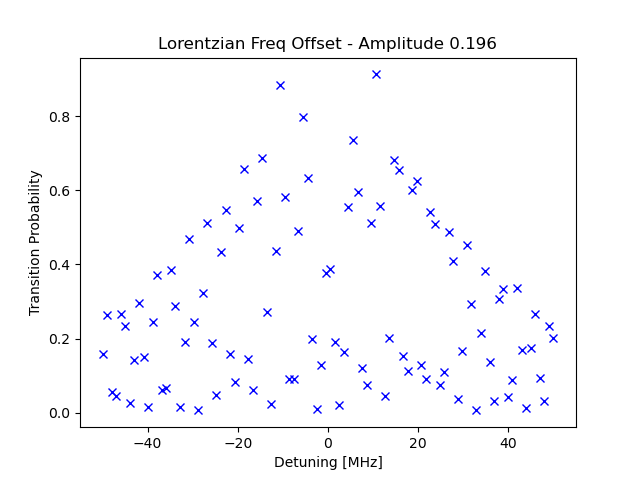 Lorentzian Freq Offset - Amplitude 0.196
0.8
0.6
0.4
0.2
0.0
Transition Probability
−40 −20 0 20 40
Detuning [MHz]